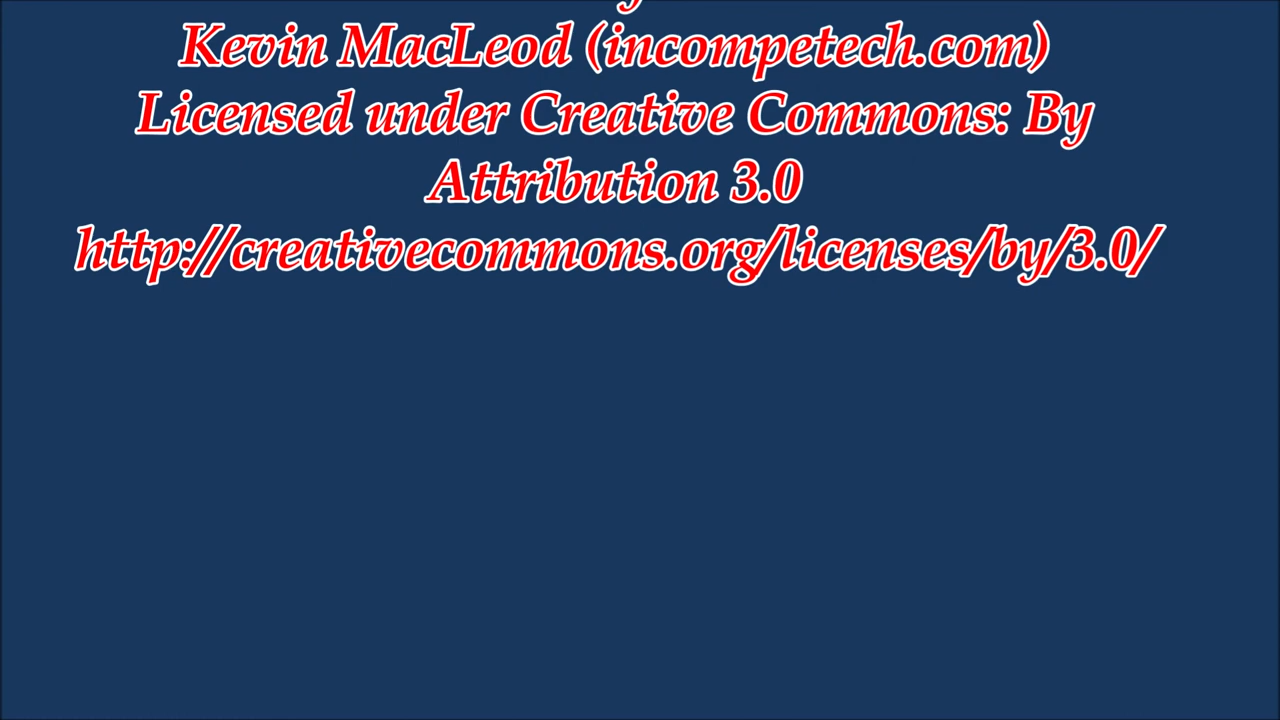 Kevin MacLeod (incompetech.com)
Licensed under Creative Commons: By
Attribution 3.0
http://creativecommons.org/licenses/by/3.0/